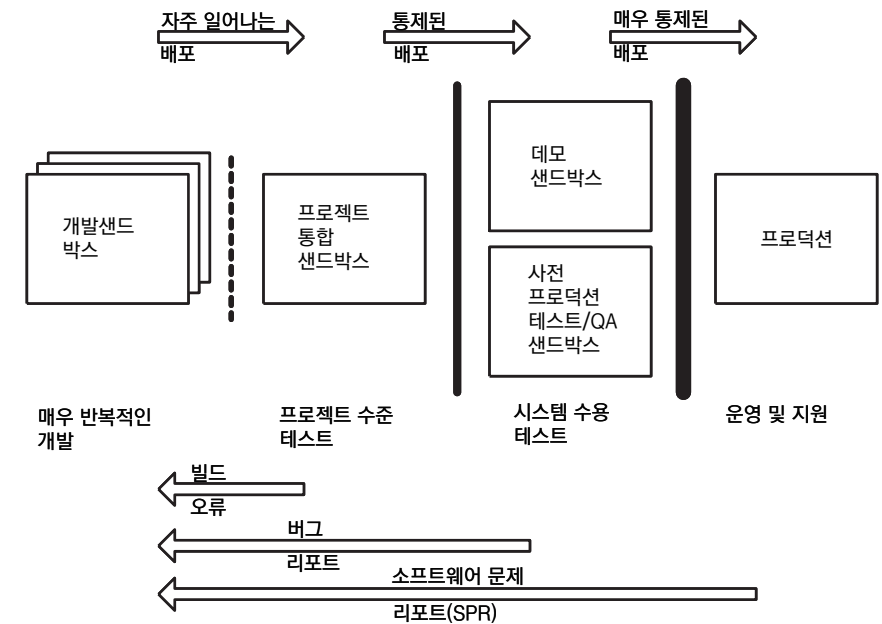 자주 일어나는
배포
통제된
배포
매우 통제된
배포
개발샌드
박스
프로젝트
통합
샌드박스
데모
샌드박스
사전
프로덕션
테스트/QA
샌드박스
프로덕션
매우 반복적인
개발
프로젝트 수준
테스트
시스템 수용
테스트
운영 및 지원
빌드
오류
버그
리포트
소프트웨어 문제
리포트(SPR)